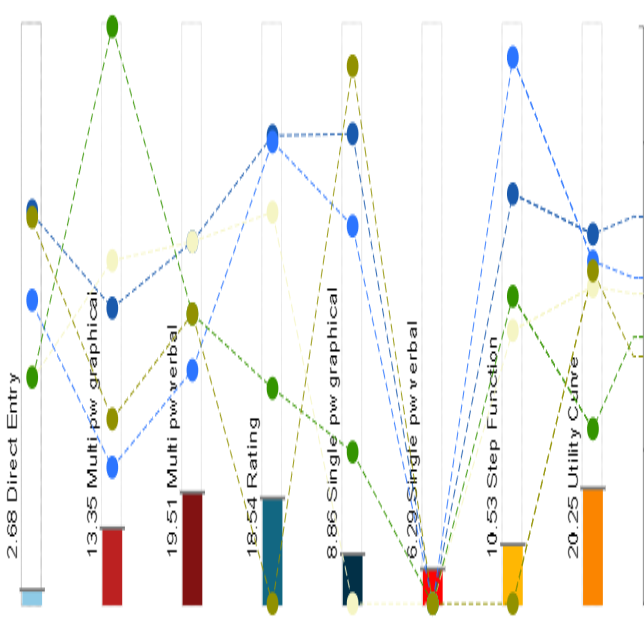 2.68 Direct Entry
13.35 Multi pw graphical
19.51 Multi pw verbal
18.54 Rating
8.86 Single pw graphical
6.29 Single pw verbal
10.53 Step Function
20.25 Utility Curve